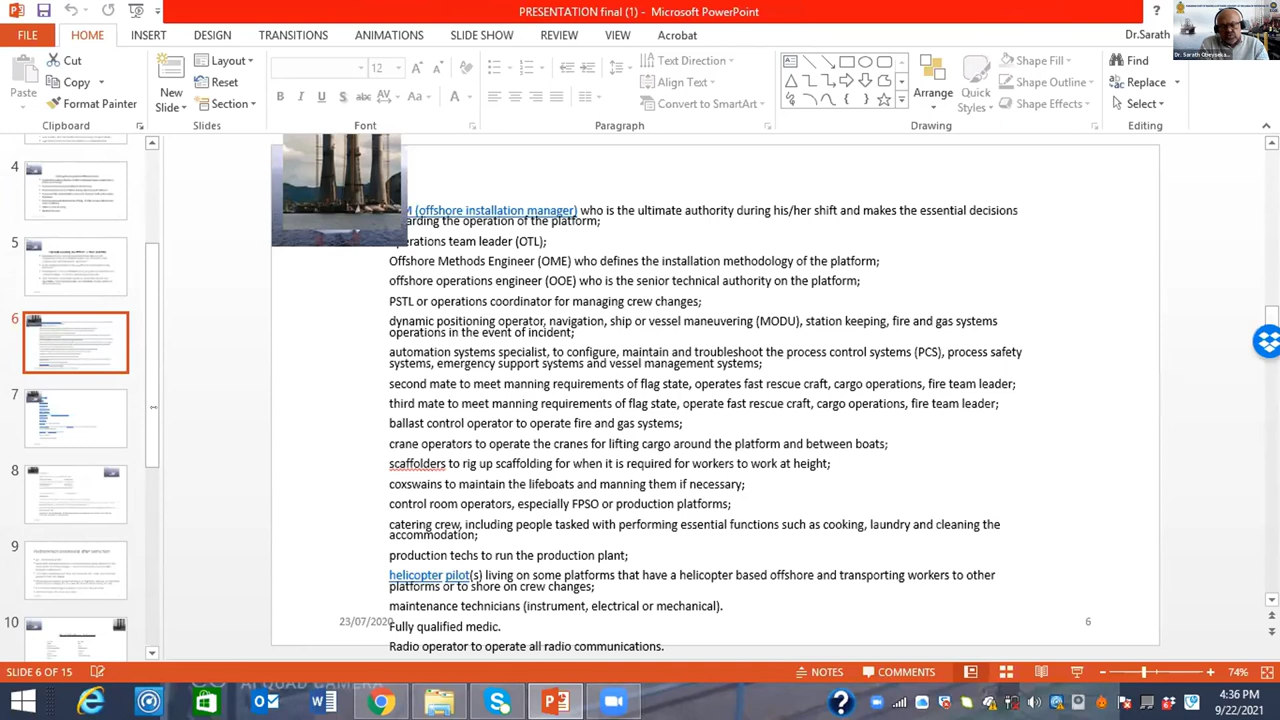 PRESENTATION final (1) - Microsoft PowerPoint
?
FILE
HOME
INSERT
DESIGN
TRANSITIONS
ANIMATIONS
SLIDE SHOW
REVIEW
VIEW
Acrobat
Dr.Sarath
Cut
Copy
Format Painter
Paste
Clipboard
New
Slide
Layout
Reset
Section
Slides
12
B I U S abc AV Aa A
Font
Text Direction
Align Text
Convert to SmartArt
Paragraph
Arrange
Quick
Styles
Shape Fill
Shape Outline
Shape Effects
Drawing
Find
Replace
Select
Editing
4
5
6
7
8
9
10
(offshore installation manager) who is the ultimate authority during his/her shift and makes the essential decisions
regarding the operation of the platform;
operations team leader (OTL);
Offshore Methods Engineer (OME) who defines the installation methodology of the platform;
offshore operations engineer (OOE) who is the senior technical authority on the platform;
PSTL or operations coordinator for managing crew changes;
dynamic positioning operator, navigation, ship or vessel maneuvering (MODU), station keeping, fire and gas systems
operations in the event of incident;
automation systems specialist, to configure, maintain and troubleshoot the process control systems (PCS), process safety
systems, emergency support systems and vessel management systems;
second mate to meet manning requirements of flag state, operate fast rescue craft, cargo operations, fire team leader;
third mate to meet manning requirements of flag state, operate fast rescue craft, cargo operations, fire team leader;
ballast control operator to operate fire and gas systems;
crane operators to operate the cranes for lifting cargo around the platform and between boats;
scaffolders to rig up scaffolding for when it is required for workers to work at height;
coxswains to maintain the lifeboats and manning them if necessary;
control room operators, especially FPSO or production platforms;
catering crew, including people tasked with performing essential functions such as cooking, laundry and cleaning the
accommodation;
production techs to run the production plant;
helicopter pilot(s) living on some platforms that have a helicopter based offshore and transporting workers to other
platforms or to shore on crew changes;
maintenance technicians (instrument, electrical or mechanical).
Fully qualified medic.
Radio operator to operate all radio communications.
23/07/2020
6
SLIDE 6 OF 15
NOTES
COMMENTS
74%
AI QUAD CAMERA
4:36 PM
9/22/2021